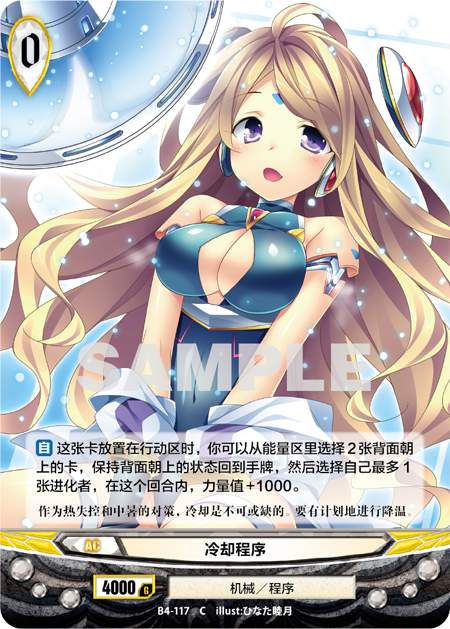 0
SAMPLE
自 这张卡放置在行动区时，你可以从能量区里选择2张背面朝
上的卡，保持背面朝上的状态回到手牌，然后选择自己最多1
张进化者，在这个回合内，力量值+1000。
作为热失控和中暑的对策，冷却是不可或缺的。要有计划地进行降温。
AC 冷却程序
4000 G 机械／程序
B4-117 C illust:ひなた睦月